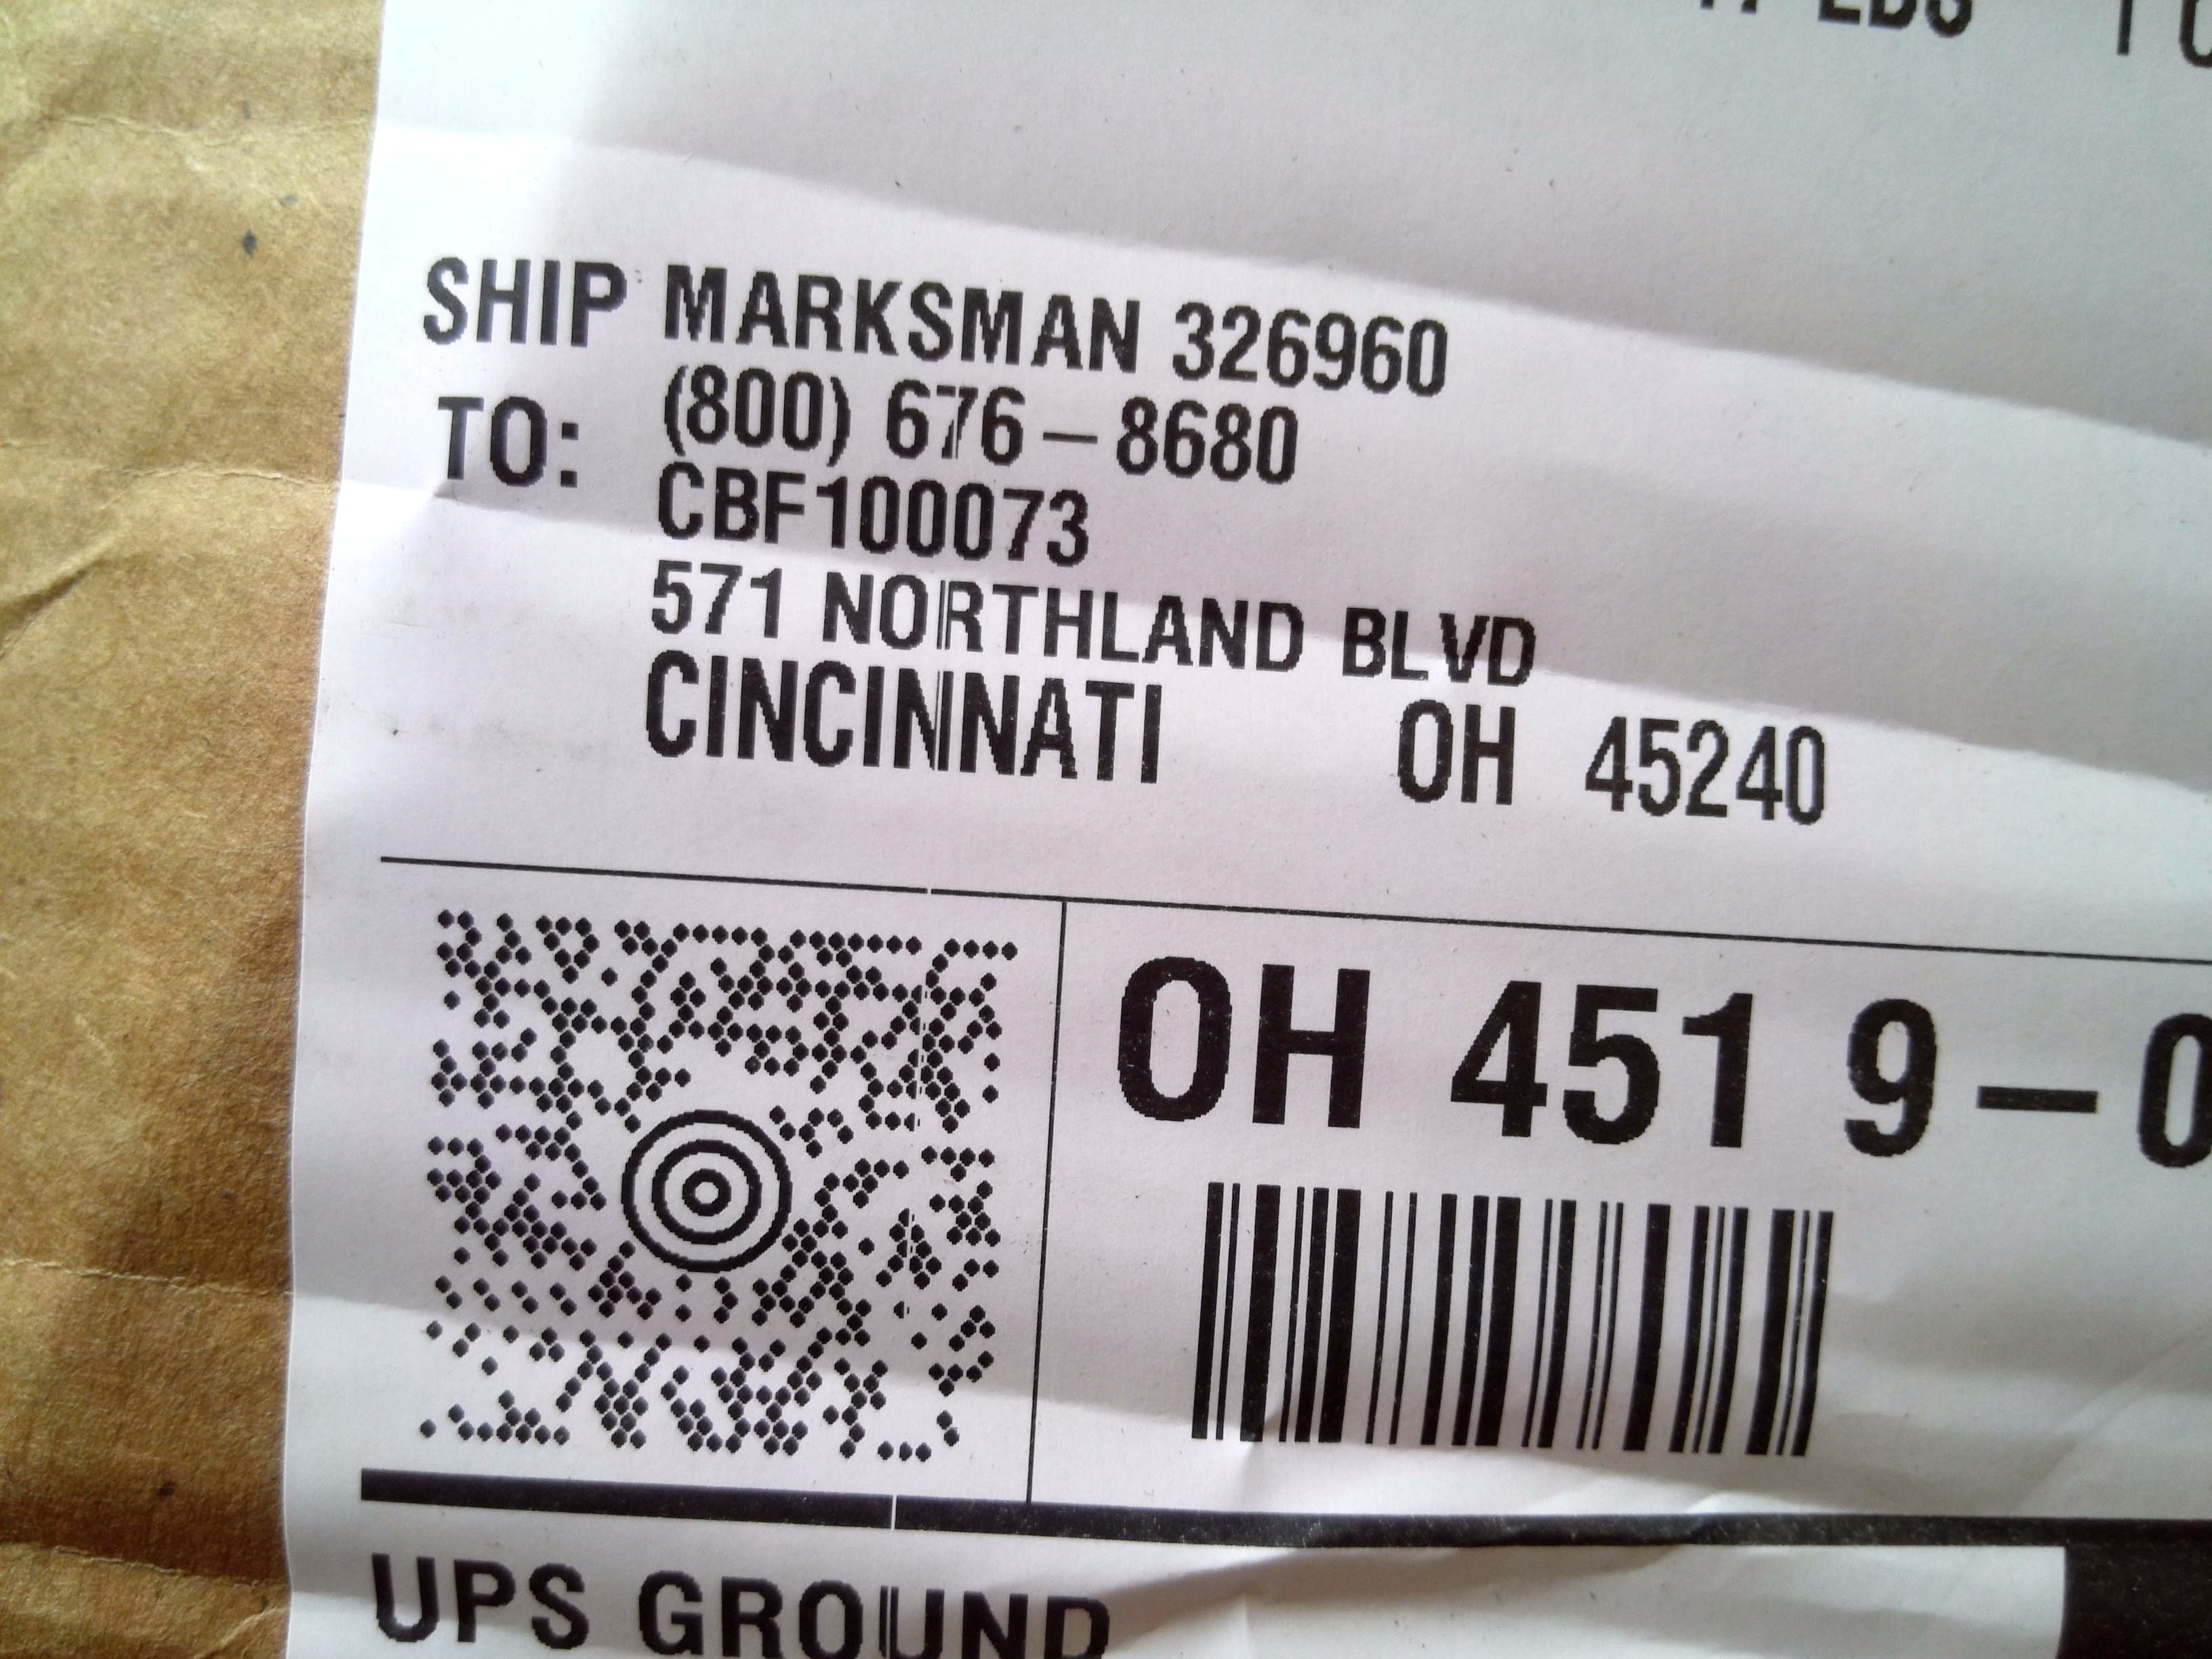 LBS
SHIP MARKSMAN 326960
TO: (800) 676-8680
CBF100073
571 NORTHLAND BLVD
CINCINNATI OH 45240
OH 451 9-0
UPS GROUND